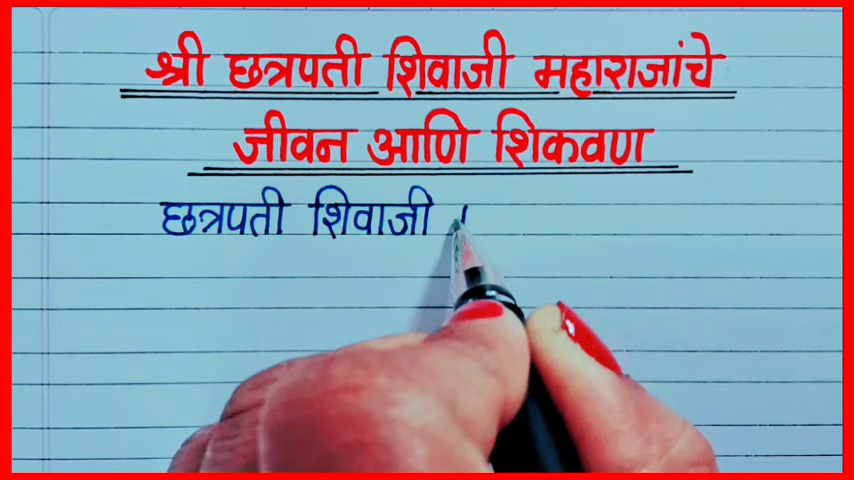 श्री छत्रपती शिवाजी महाराजांचे
जीवन आणि शिकवण
छत्रपती शिवाजी